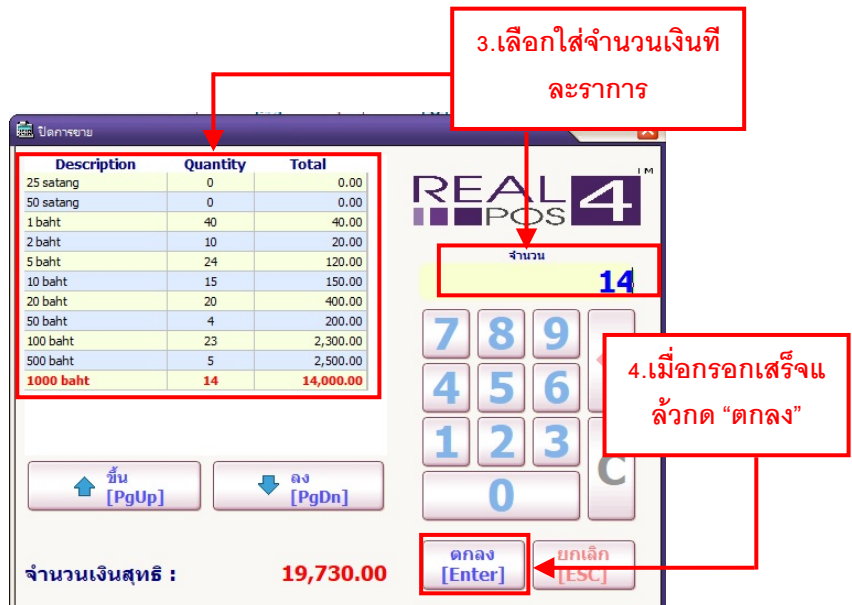 3.เลือกใส่จำนวนเงินที
ละราการ
ปิดการขาย
Description Quantity Total
25 satang 0 0.00
50 satang 0 0.00
1 baht 40 40.00
2 baht 10 20.00
5 baht 24 120.00
10 baht 15 150.00
20 baht 20 400.00
50 baht 4 200.00
100 baht 23 2,300.00
500 baht 5 2,500.00
1000 baht 14 14,000.00
REAL 4 TM
POS
จำนวน
14
7 8 9
4 5 6
1 2 3
0 C
4.เมื่อกรอกเสร็จแ
ล้วกด “ตกลง”
ขึ้น
[PgUp]
ลง
[PgDn]
จำนวนเงินสุทธิ : 19,730.00
ตกลง
[Enter]
ยกเลิก
[ESC]